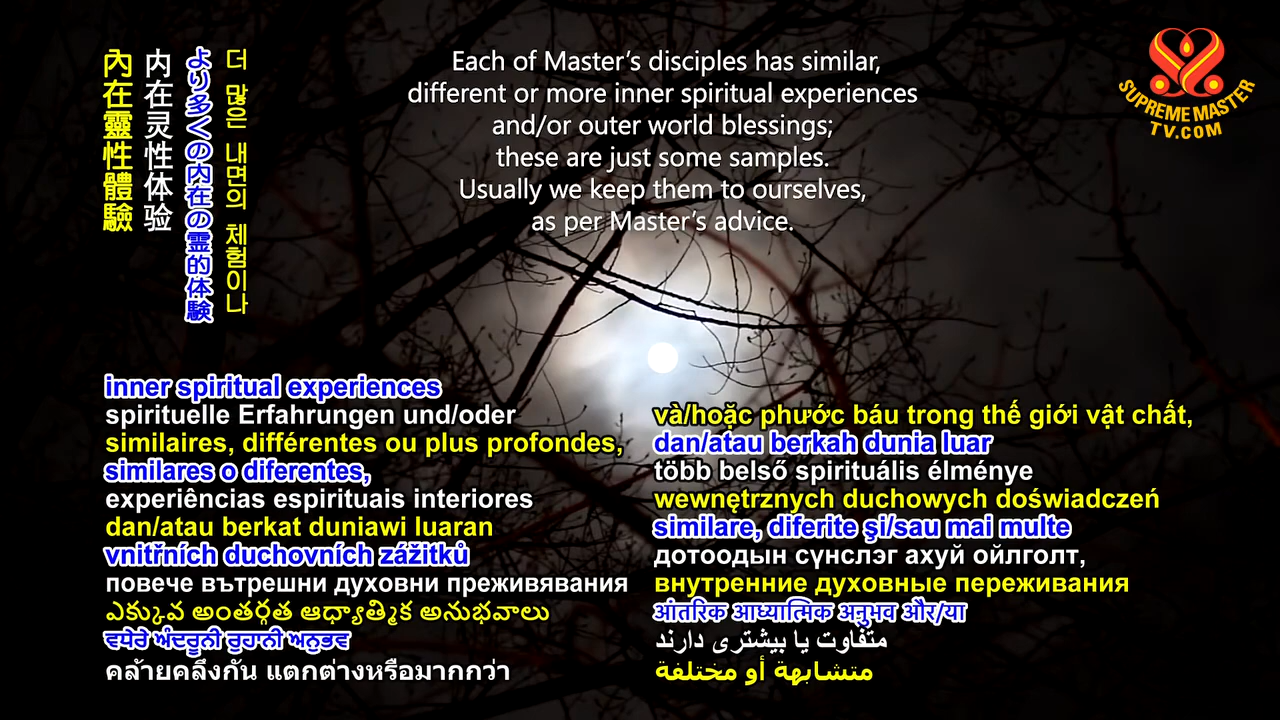 內在靈性體驗
内在灵性体验
より多くの内在の霊的体験
더 많은 내면의 체험이나
Each of Master's disciples has similar,
different or more inner spiritual experiences
and/or outer world blessings;
these are just some samples.
Usually we keep them to ourselves,
as per Master's advice.
SUPREME MASTER
TV.COM
inner spiritual experiences
spirituelle Erfahrungen und/oder
similaires, différentes ou plus profondes,
similares o diferentes,
experiências espirituais interiores
dan/atau berkat duniawi luaran
vnitřních duchovních zážitků
повече вътрешни духовни преживявания
ఎక్కువ అంతర్గత ఆధ్యాత్మిక అనుభవాలు
ਵਧੇਰੇ ਅੰਦਰੂਨੀ ਰੁਹਾਨੀ ਅਨੁਭਵ
คล้ายคลึงกัน แตกต่างหรือมากกว่า
và/hoặc phước báu trong thế giới vật chất,
dan/atau berkah dunia luar
több belső spirituális élménye
wewnętrznych duchowych doświadczeń
similare, diferite şi/sau mai multe
дотоодын сүнслэг ахуй ойлголт,
внутренние духовные переживания
आंतरिक आध्यात्मिक अनुभव और/या
متفاوت یا بیشتری دارند
متشابهة أو مختلفة